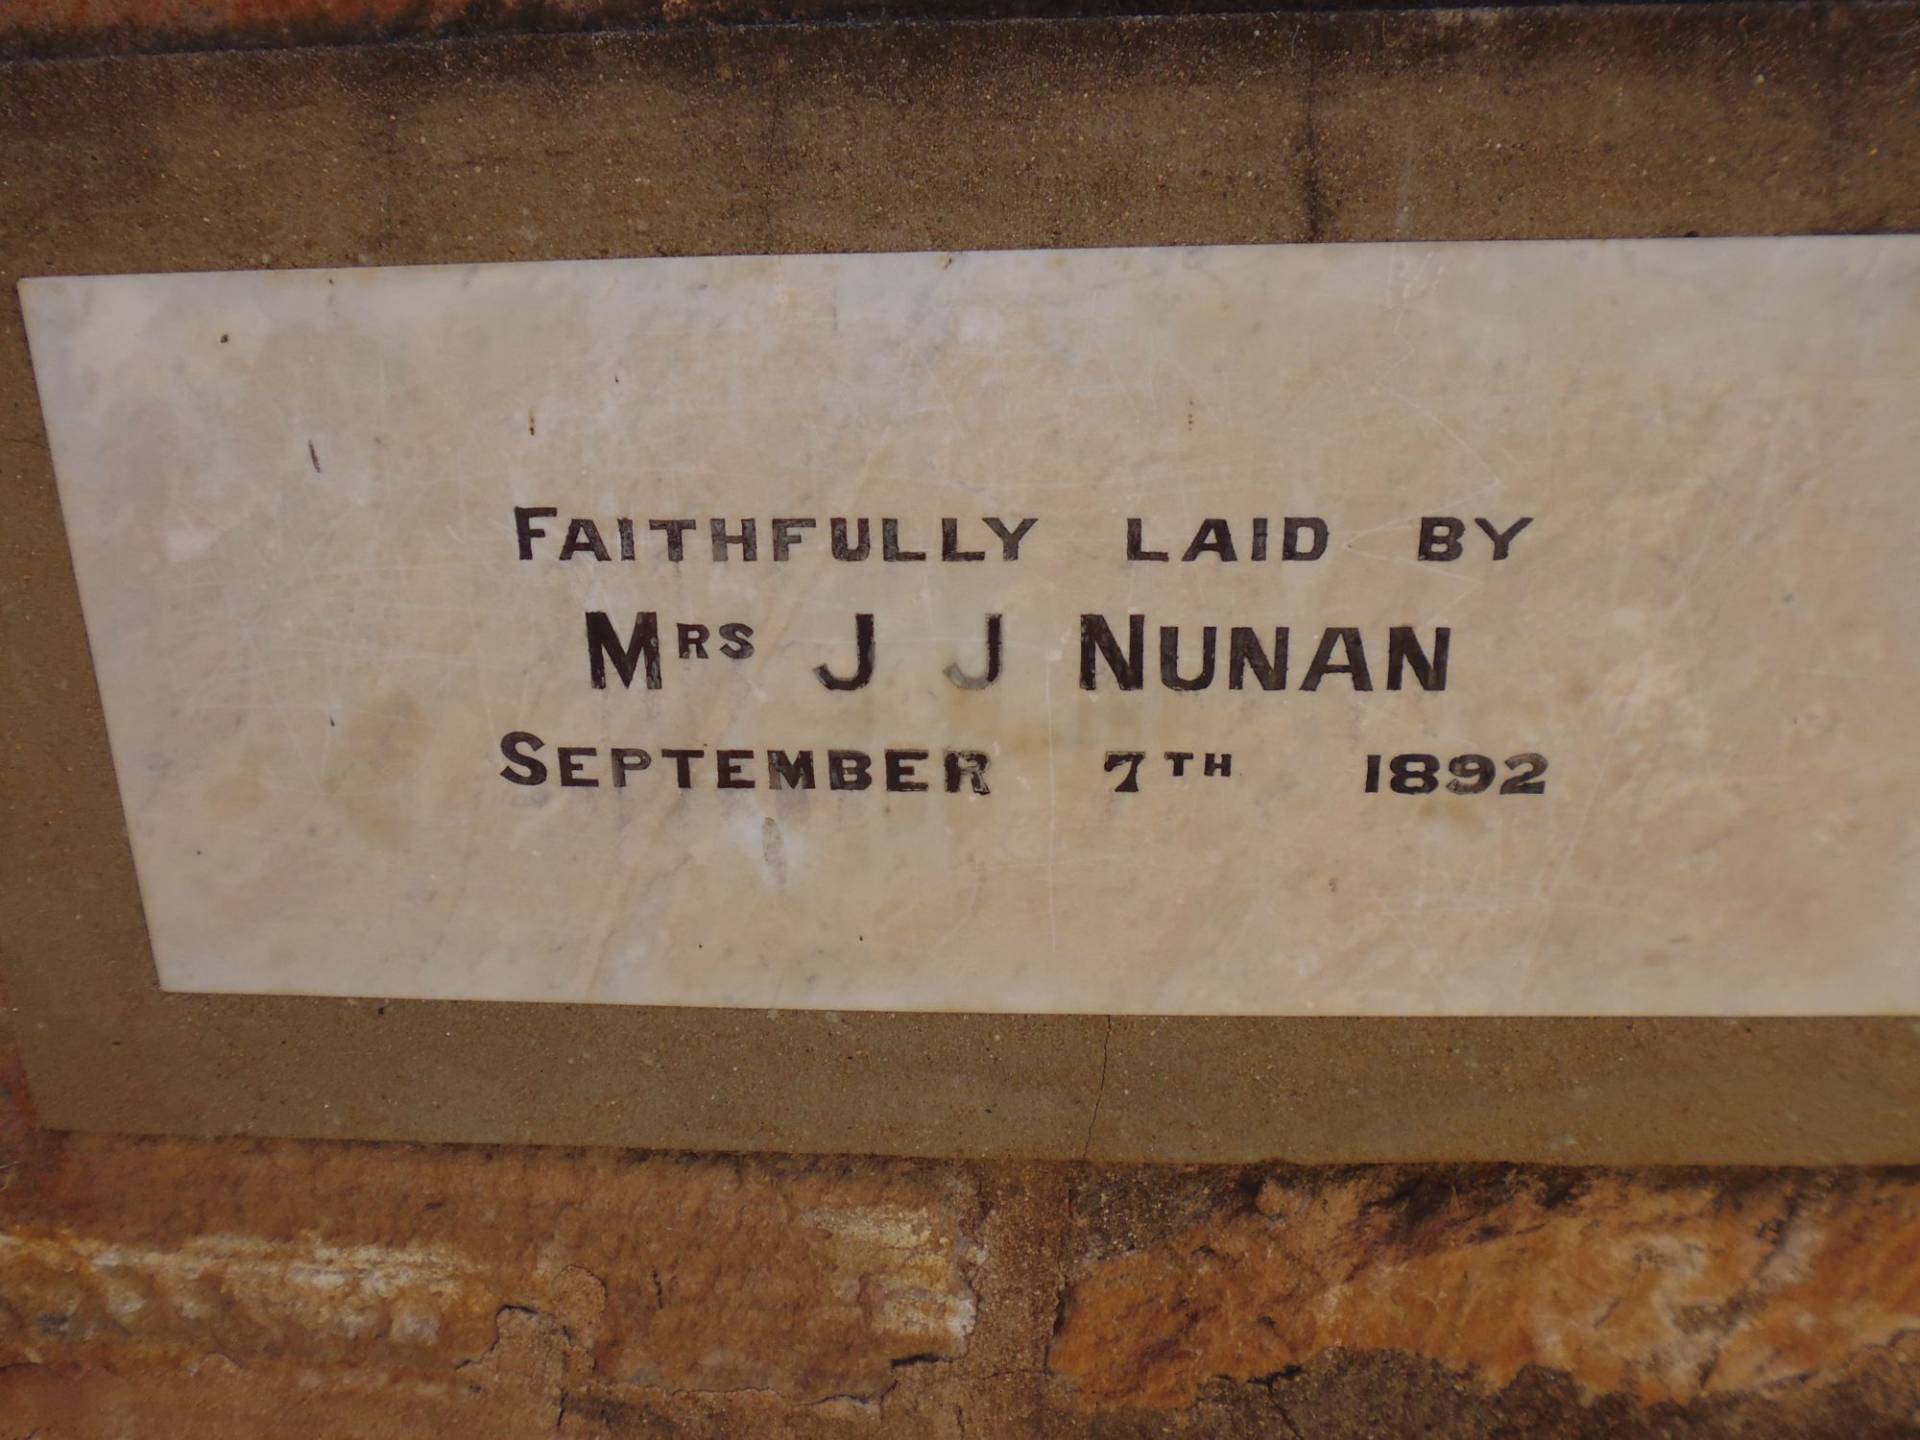 FAITHFULLY LAID BY
MRS J J NUNAN
SEPTEMBER 7TH 1892